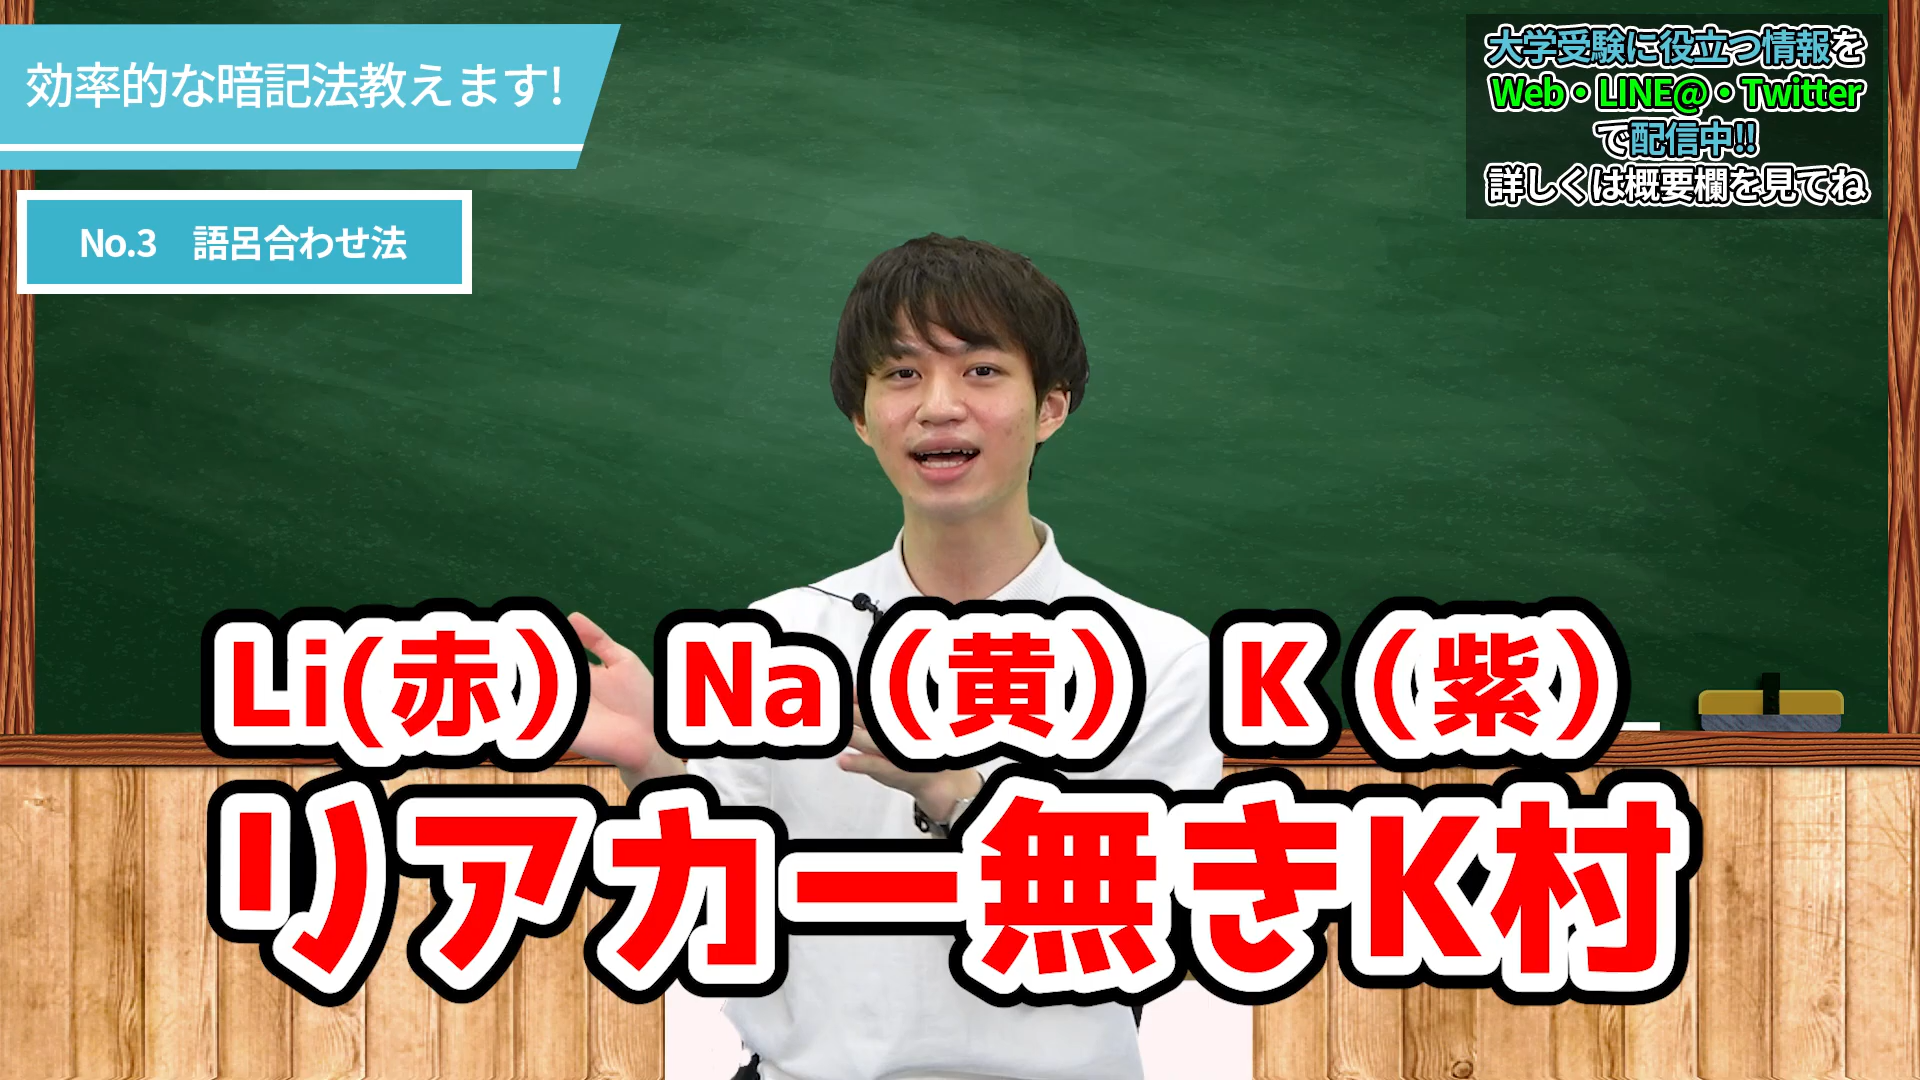 効率的な暗記法教えます!
No.3 語呂合わせ法
大学受験に役立つ情報を
Web・LINE@・Twitter
で配信中!!
詳しくは概要欄を見てね
Li(赤) Na(黄) K(紫)
リアカー無きK村